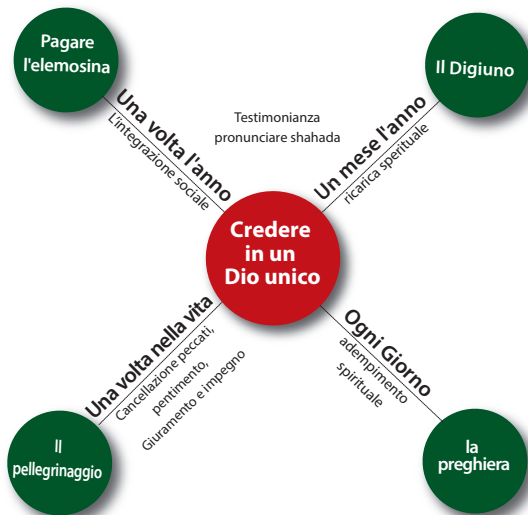 Pagare
l'elemosina
Il Digiuno
Una volta l'anno
L'integrazione sociale
Testimonianza
pronunciare shahada
Un mese l'anno
ricarica sperituale
Credere
in un
Dio unico
Una volta nella vita
Cancellazione peccati,
pentimento,
Giuramento e impegno
Ogni Giorno
adempimento
spirituale
Il
pellegrinaggio
la
preghiera